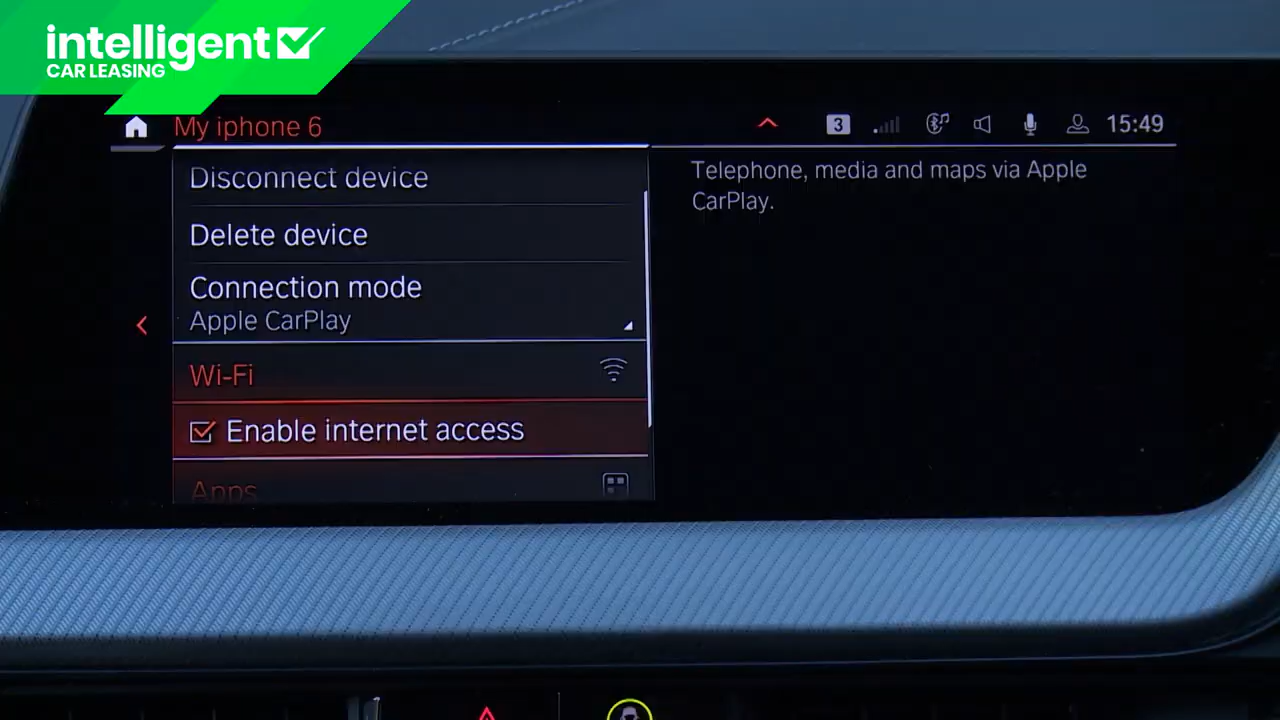 intelligent
CAR LEASING
My iphone 6
3
15:49
Disconnect device
Delete device
Connection mode
Apple CarPlay
Wi-Fi
Enable internet access
Apps
Telephone, media and maps via Apple
CarPlay.